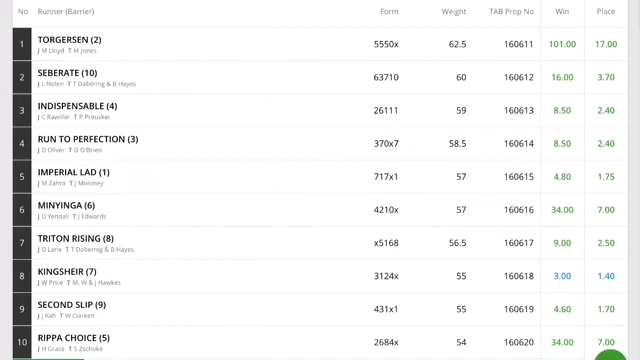 No Runner (Barrier) Form Weight TAB Prop No Win Place
1 TORGERSEN (2) 5550x 62.5 160611 101.00 17.00
J M Lloyd T M Jones
2 SEBERATE (10) 63710 60 160612 16.00 3.70
J L Nolen T T Dabernig & B Hayes
3 INDISPENSABLE (4) 26111 59 160613 8.50 2.40
J C Rawiller T P Preusker
4 RUN TO PERFECTION (3) 370x7 58.5 160614 8.50 2.40
J D Oliver T D O'Brien
5 IMPERIAL LAD (1) 717x1 57 160615 4.80 1.75
J M Zahra T J Moloney
6 MINYINGA (6) 4210x 57 160616 34.00 7.00
J D Yendall T J Edwards
7 TRITON RISING (8) x5168 56.5 160617 9.00 2.50
J D Lane T T Dabernig & B Hayes
8 KINGSHEIR (7) 3124x 55 160618 3.00 1.40
J W Price T M, W & J Hawkes
9 SECOND SLIP (9) 431x1 55 160619 4.60 1.70
J J Kah T W Clarken
10 RIPPA CHOICE (5) 2684x 54 160620 34.00 7.00
J H Grace T S Zschoke